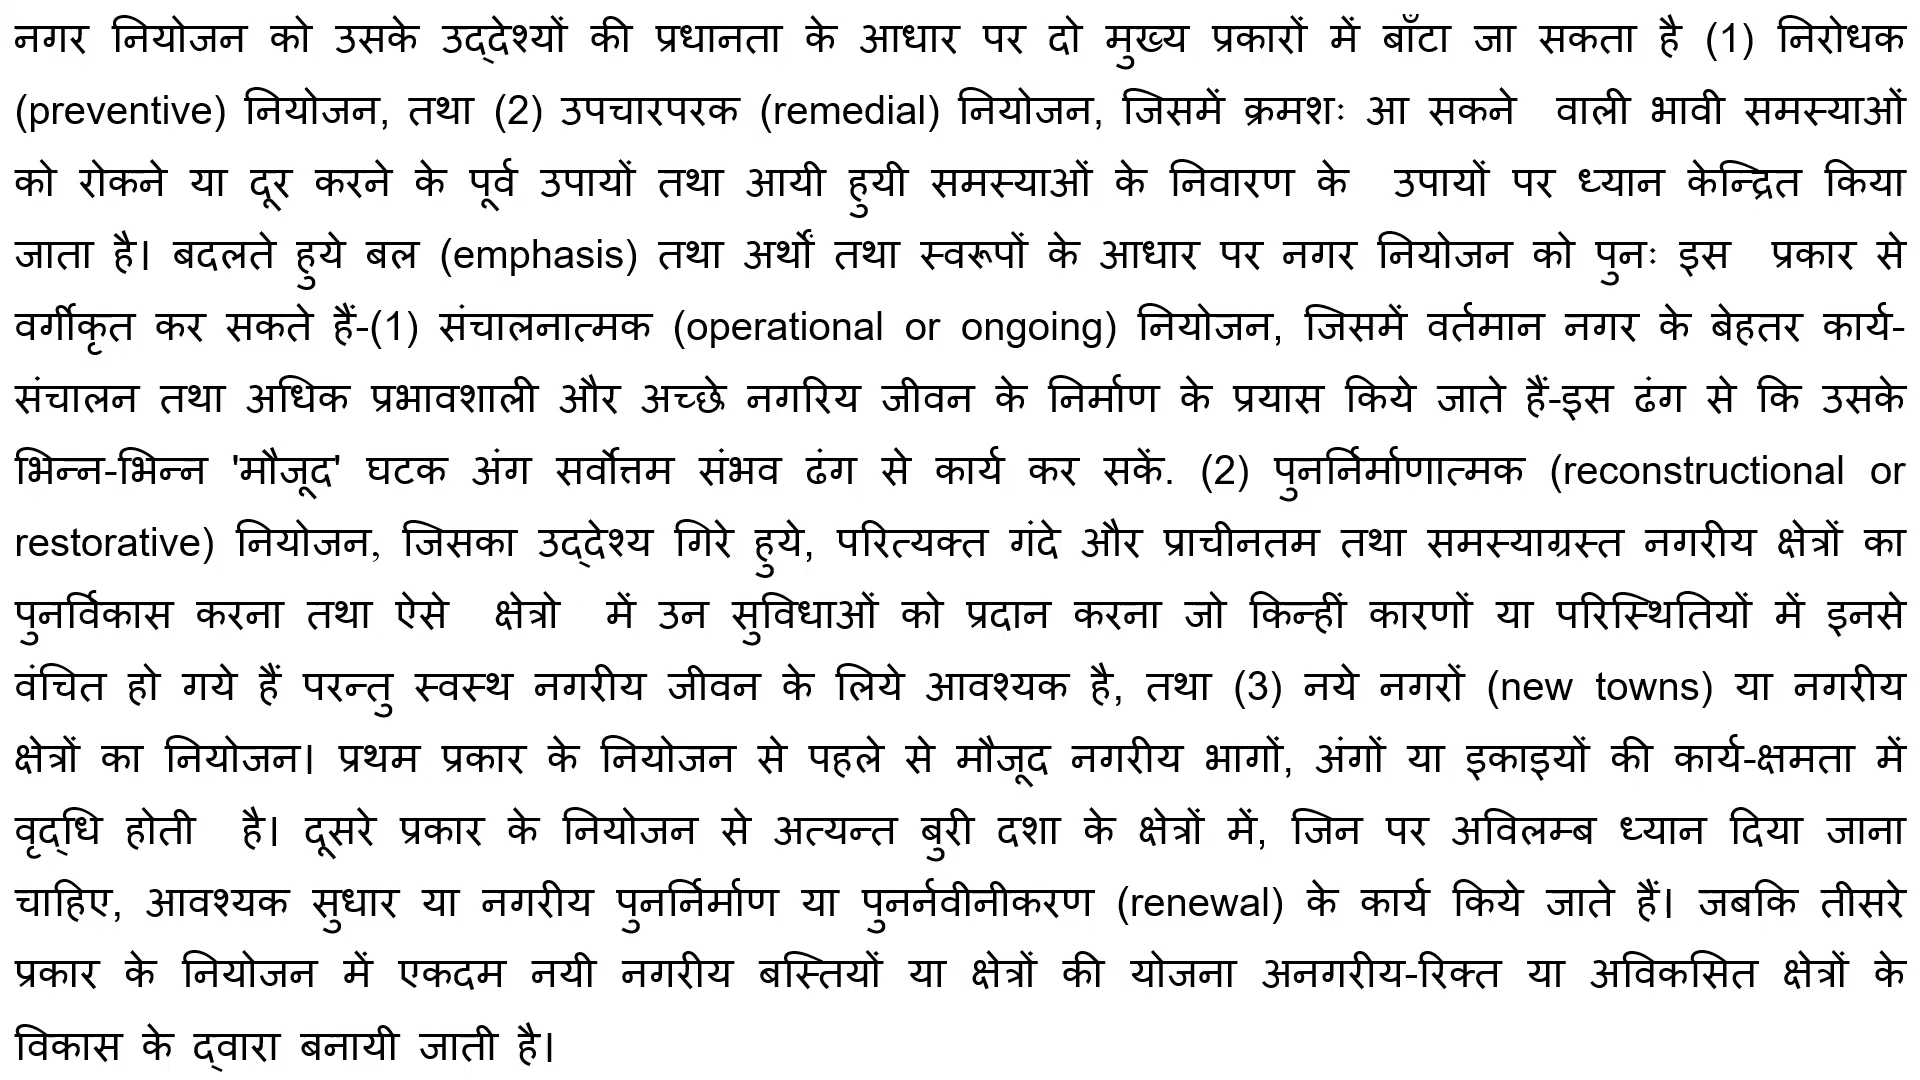 नगर नियोजन को उसके उद्देश्यों की प्रधानता के आधार पर दो मुख्य प्रकारों में बाँटा जा सकता है (1) निरोधक
(preventive) नियोजन, तथा (2) उपचारपरक (remedial) नियोजन, जिसमें क्रमशः आ सकने वाली भावी समस्याओं
को रोकने या दूर करने के पूर्व उपायों तथा आयी हुयी समस्याओं के निवारण के उपायों पर ध्यान केन्द्रित किया
जाता है। बदलते हुये बल (emphasis) तथा अर्थों तथा स्वरूपों के आधार पर नगर नियोजन को पुनः इस प्रकार से
वर्गीकृत कर सकते हैं-(1) संचालनात्मक (operational or ongoing) नियोजन, जिसमें वर्तमान नगर के बेहतर कार्य-
संचालन तथा अधिक प्रभावशाली और अच्छे नगरिय जीवन के निर्माण के प्रयास किये जाते हैं-इस ढंग से कि उसके
भिन्न-भिन्न 'मौजूद' घटक अंग सर्वोत्तम संभव ढंग से कार्य कर सकें. (2) पुनर्निर्माणात्मक (reconstructional or
restorative) नियोजन, जिसका उद्देश्य गिरे हुये, परित्यक्त गंदे और प्राचीनतम तथा समस्याग्रस्त नगरीय क्षेत्रों का
पुनर्विकास करना तथा ऐसे क्षेत्रो में उन सुविधाओं को प्रदान करना जो किन्हीं कारणों या परिस्थितियों में इनसे
वंचित हो गये हैं परन्तु स्वस्थ नगरीय जीवन के लिये आवश्यक है, तथा (3) नये नगरों (new towns) या नगरीय
क्षेत्रों का नियोजन। प्रथम प्रकार के नियोजन से पहले से मौजूद नगरीय भागों, अंगों या इकाइयों की कार्य-क्षमता में
वृद्धि होती है। दूसरे प्रकार के नियोजन से अत्यन्त बुरी दशा के क्षेत्रों में, जिन पर अविलम्ब ध्यान दिया जाना
चाहिए, आवश्यक सुधार या नगरीय पुनर्निर्माण या पुनर्नवीनीकरण (renewal) के कार्य किये जाते हैं। जबकि तीसरे
प्रकार के नियोजन में एकदम नयी नगरीय बस्तियों या क्षेत्रों की योजना अनगरीय-रिक्त या अविकसित क्षेत्रों के
विकास के द्वारा बनायी जाती है।